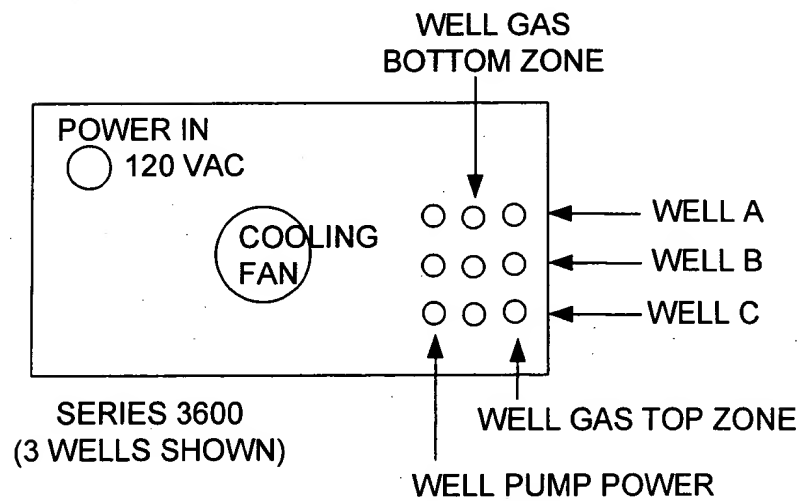 WELL GAS
BOTTOM ZONE
POWER IN
120 VAC
COOLING
FAN
WELL A
WELL B
WELL C
SERIES 3600
(3 WELLS SHOWN)
WELL GAS TOP ZONE
WELL PUMP POWER